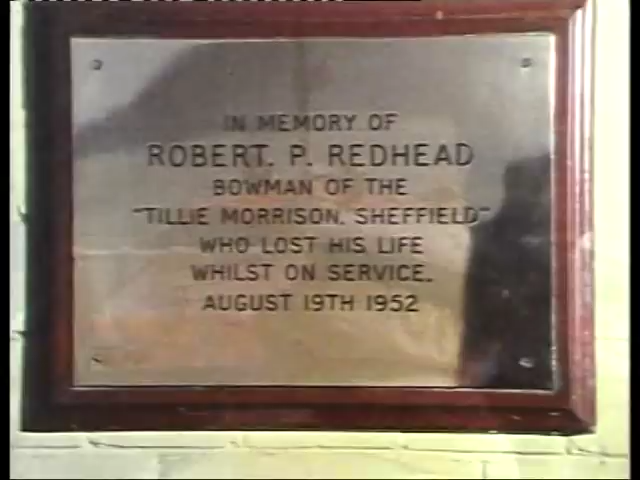 IN MEMORY OF
ROBERT. P. REDHEAD
BOWMAN OF THE
"TILLIE MORRISON. SHEFFIELD"
WHO LOST HIS LIFE
WHILST ON SERVICE.
AUGUST 19TH 1952